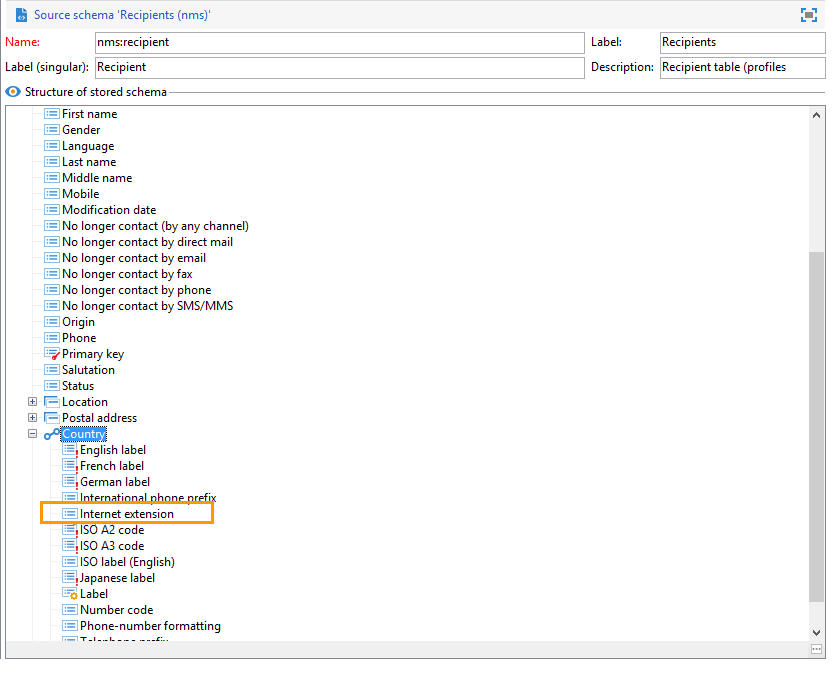 Source schema 'Recipients (nms)'
Name: nms:recipient Label: Recipients
Label (singular): Recipient Description: Recipient table (profiles
Structure of stored schema
First name
Gender
Language
Last name
Middle name
Mobile
Modification date
No longer contact (by any channel)
No longer contact by direct mail
No longer contact by email
No longer contact by fax
No longer contact by phone
No longer contact by SMS/MMS
Origin
Phone
Primary key
Salutation
Status
Location
Postal address
Country
English label
French label
German label
International phone prefix
Internet extension
ISO A2 code
ISO A3 code
ISO label (English)
Japanese label
Label
Number code
Phone-number formatting
Telephone prefix